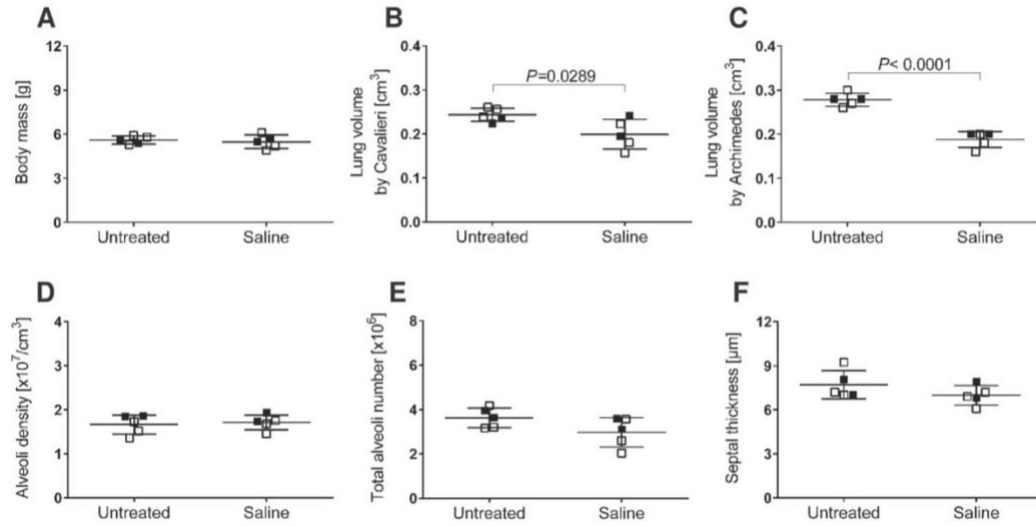 A
Body mass [g]
12
9
6
3
0
Untreated
Saline
B
Lung volume
by Cavalieri [cm³]
0.4
0.3
0.2
0.1
0.0
P=0.0289
Untreated
Saline
C
Lung volume
by Archimedes [cm³]
0.4
0.3
0.2
0.1
0.0
P< 0.0001
Untreated
Saline
D
Alveoli density [x10⁷/cm³]
4
3
2
1
0
Untreated
Saline
E
Total alveoli number [x10⁶]
8
6
4
2
0
Untreated
Saline
F
Septal thickness [µm]
12
9
6
3
0
Untreated
Saline